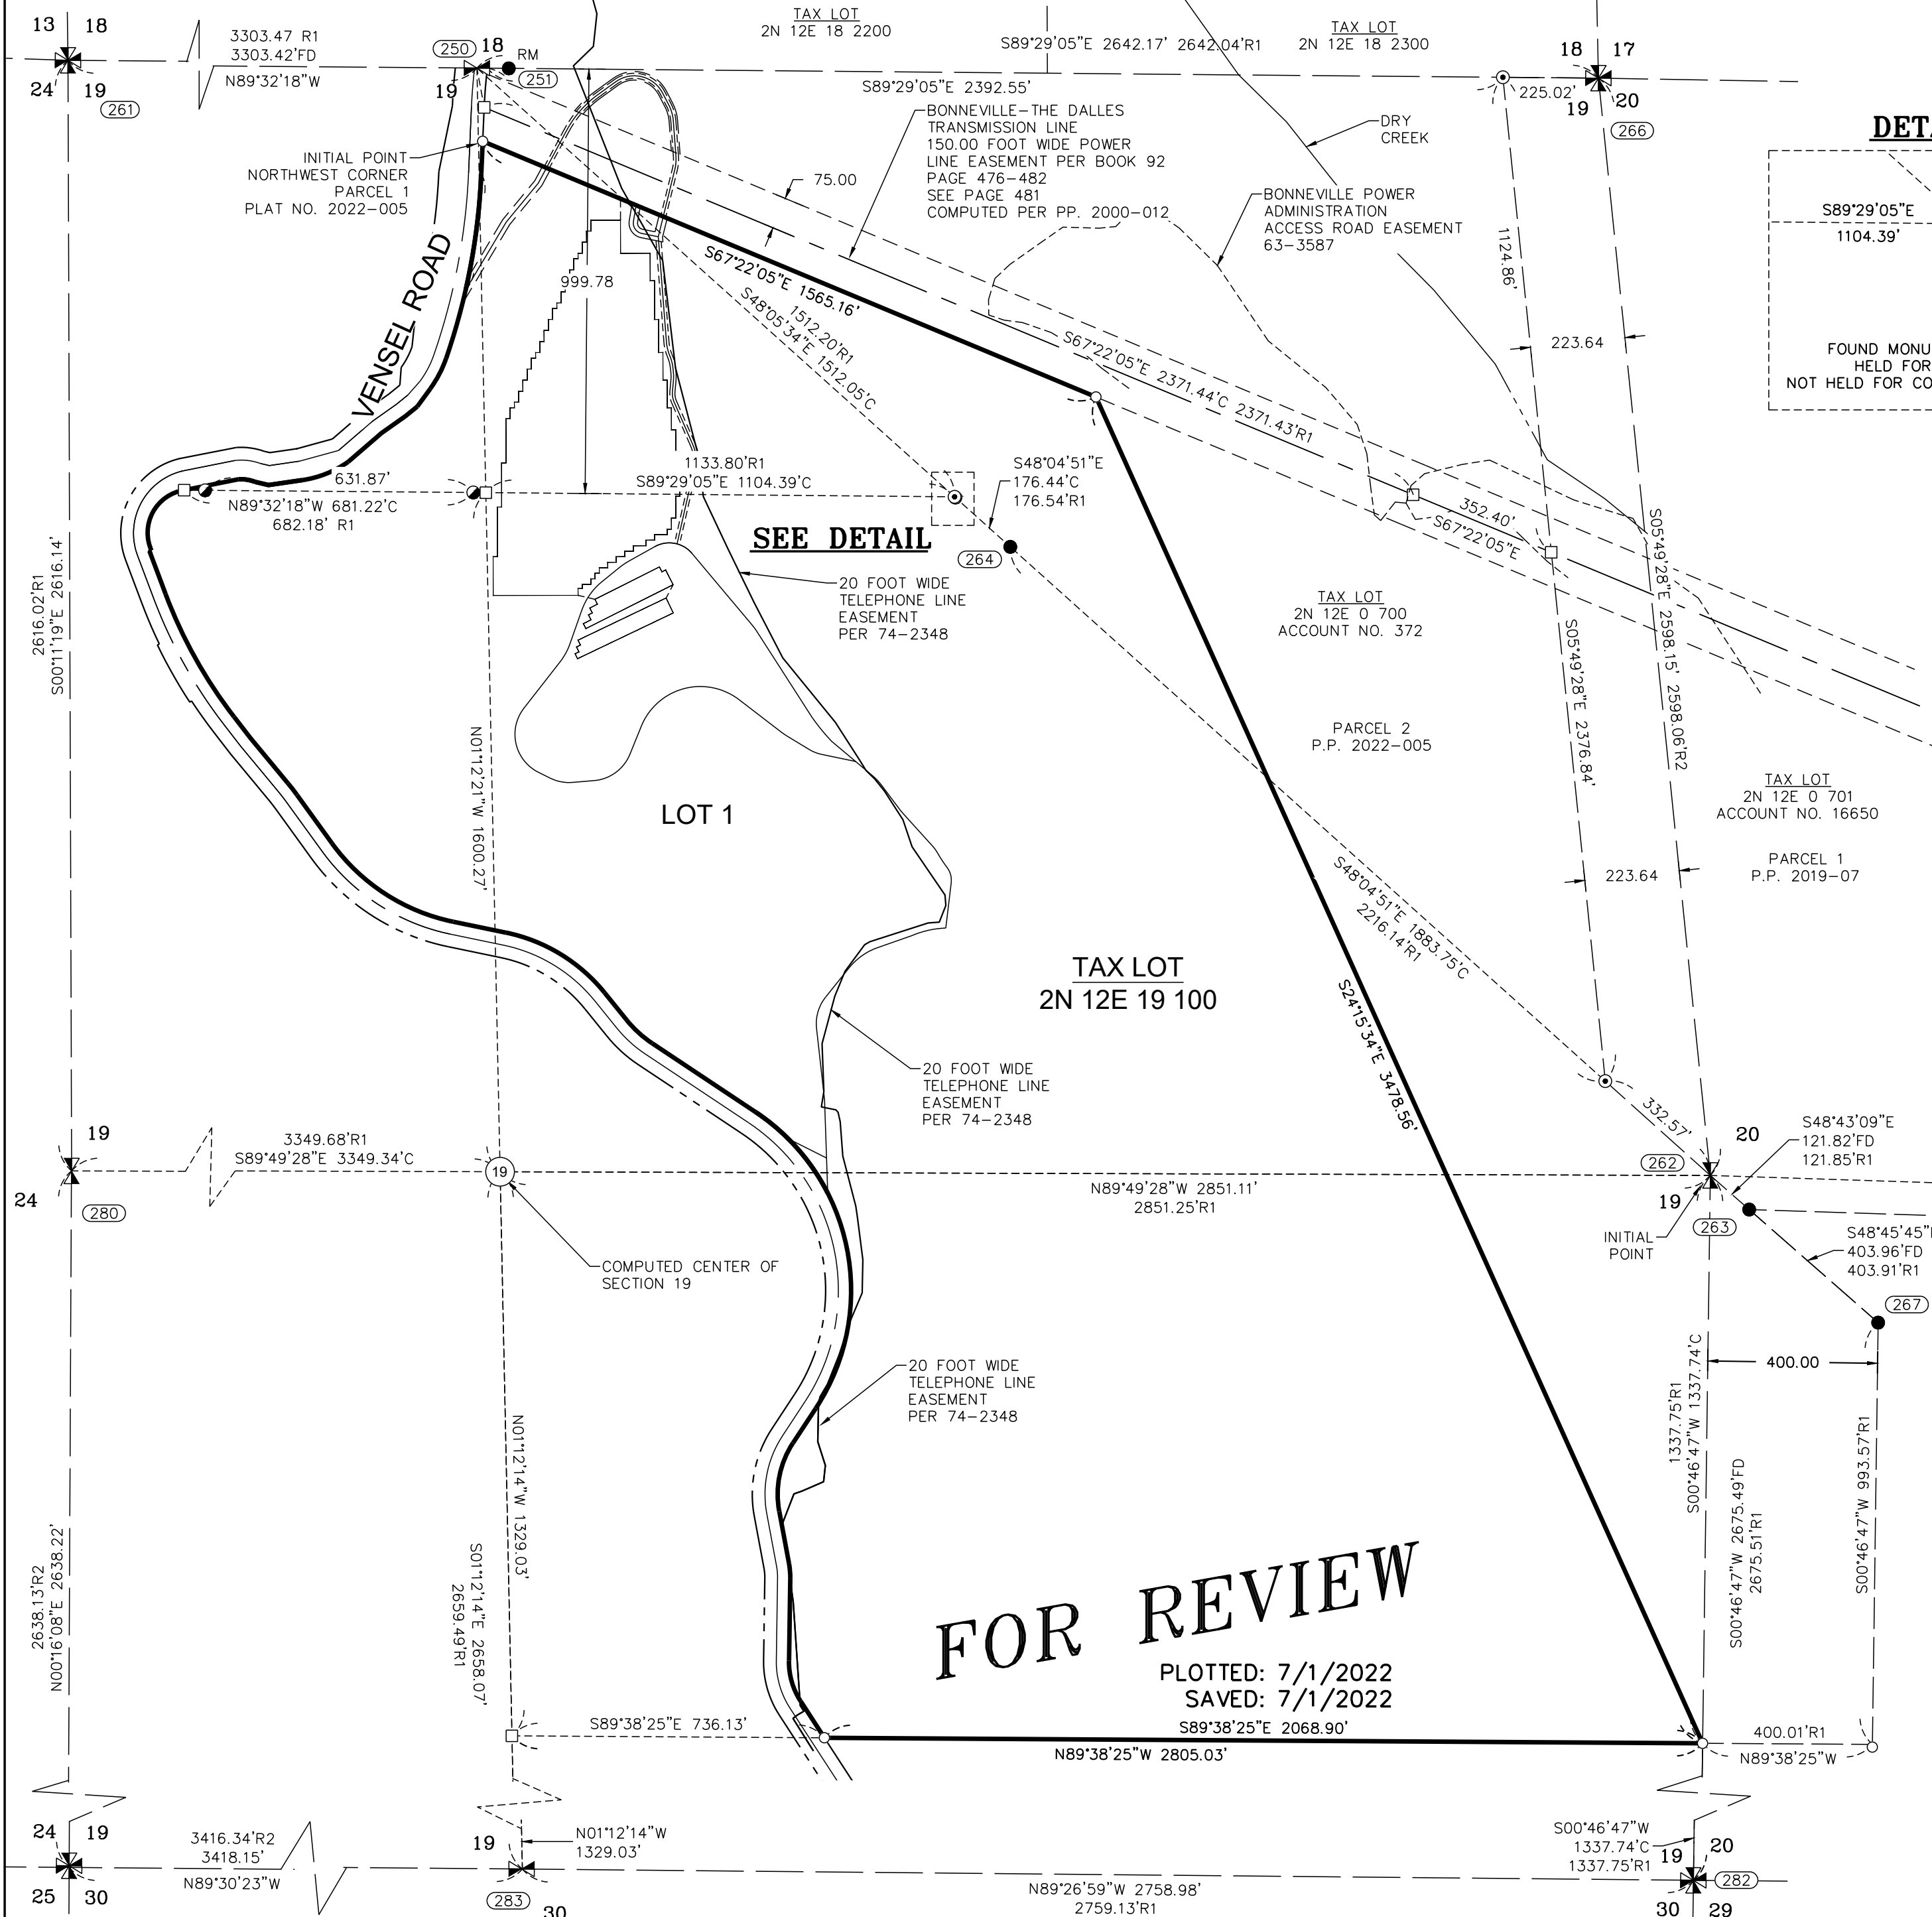 13 18
24 19
261
3303.47 R1
3303.42'FD
N89°32'18"W
250
18
RM
251
19
TAX LOT
2N 12E 18 2200
S89°29'05"E 2642.17' 2642.04'R1
TAX LOT
2N 12E 18 2300
18 17
19 20
266
225.02'
S89°29'05"E 2392.55'
BONNEVILLE-THE DALLES
TRANSMISSION LINE
150.00 FOOT WIDE POWER
LINE EASEMENT PER BOOK 92
PAGE 476-482
SEE PAGE 481
COMPUTED PER PP. 2000-012
DRY
CREEK
BONNEVILLE POWER
ADMINISTRATION
ACCESS ROAD EASEMENT
63-3587
S89°29'05"E
1104.39'
INITIAL POINT
NORTHWEST CORNER
PARCEL 1
PLAT NO. 2022-005
75.00
VENSEL ROAD
999.78
S67°22'05"E 1565.16'
1512.20'R1
S48°05'34"E 1512.05'C
S67°22'05"E 2371.44'C 2371.43'R1
1124.86'
223.64
631.87'
N89°32'18"W 681.22'C
682.18' R1
1133.80'R1
S89°29'05"E 1104.39'C
SEE DETAIL
S48°04'51"E
176.44'C
176.54'R1
264
352.40'
S67°22'05"E
S05°49'28"E 2598.15' 2598.06'R2
S05°49'28"E 2376.84'
2616.02'R1
S00°11'19"E 2616.14'
20 FOOT WIDE
TELEPHONE LINE
EASEMENT
PER 74-2348
TAX LOT
2N 12E 0 700
ACCOUNT NO. 372
PARCEL 2
P.P. 2022-005
TAX LOT
2N 12E 0 701
ACCOUNT NO. 16650
PARCEL 1
P.P. 2019-07
223.64
N01°12'21"W 1600.27'
LOT 1
TAX LOT
2N 12E 19 100
S48°04'51"E 1883.75'C
2216.14'R1
S24°15'34"E 3478.56'
20 FOOT WIDE
TELEPHONE LINE
EASEMENT
PER 74-2348
332.57'
19
24
280
3349.68'R1
S89°49'28"E 3349.34'C
19
COMPUTED CENTER OF
SECTION 19
N89°49'28"W 2851.11'
2851.25'R1
262
20
19
263
INITIAL
POINT
S48°43'09"E
121.82'FD
121.85'R1
403.96'FD
403.91'R1
267
400.00
20 FOOT WIDE
TELEPHONE LINE
EASEMENT
PER 74-2348
1337.75'R1
S00°46'47"W 1337.74'C
S00°46'47"W 2675.49'FD
2675.51'R1
S00°46'47"W 993.57'R1
N01°12'14"W 1329.03'
S01°12'14"E 2658.07'
2659.49'R1
2638.13'R2
N00°16'08"E 2638.22'
FOR REVIEW
PLOTTED: 7/1/2022
SAVED: 7/1/2022
S89°38'25"E 736.13'
S89°38'25"E 2068.90'
N89°38'25"W 2805.03'
400.01'R1
N89°38'25"W
24 19
25 30
3416.34'R2
3418.15'
N89°30'23"W
19
283
30
N01°12'14"W
1329.03'
N89°26'59"W 2758.98'
2759.13'R1
S00°46'47"W
1337.74'C
1337.75'R1
19 20
282
30 29